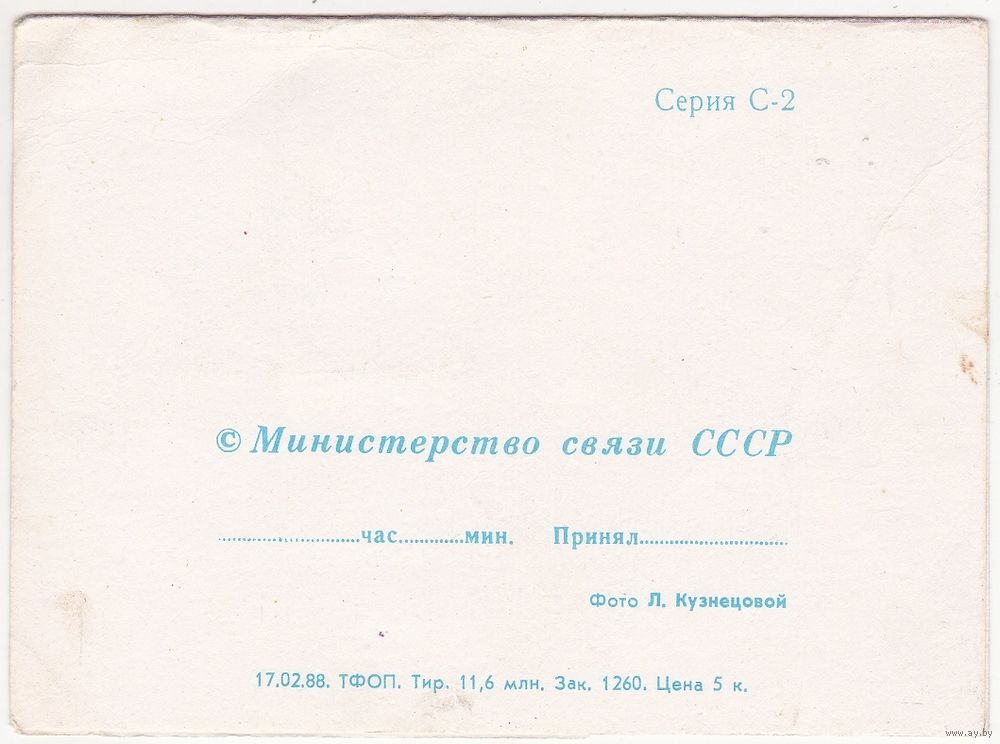 Серия С-2
© Министерство связи СССР
....................час............мин. Принял..........................
Фото Л. Кузнецовой
17.02.88. ТФОП. Тир. 11,6 млн. Зак. 1260. Цена 5 к.
www.ay.by